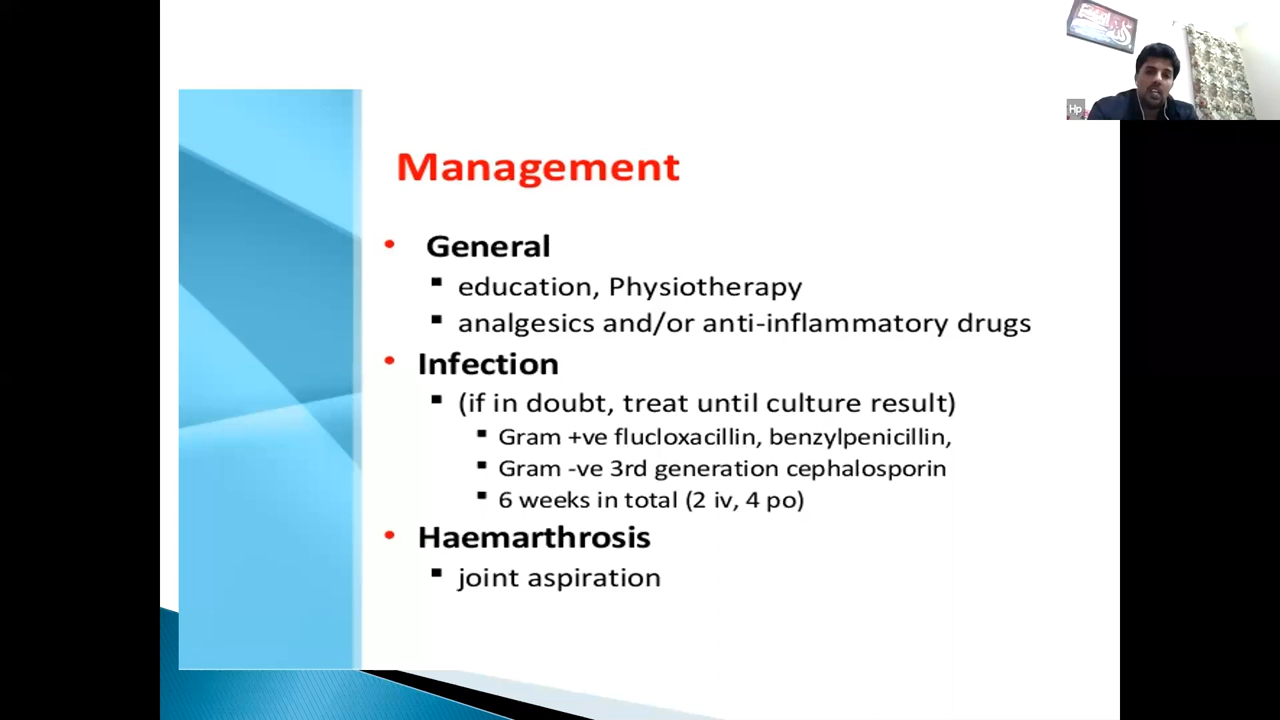 Hp
Management
• General
▪ education, Physiotherapy
▪ analgesics and/or anti-inflammatory drugs
• Infection
▪ (if in doubt, treat until culture result)
▪ Gram +ve flucloxacillin, benzylpenicillin,
▪ Gram -ve 3rd generation cephalosporin
▪ 6 weeks in total (2 iv, 4 po)
• Haemarthrosis
▪ joint aspiration